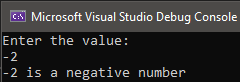 Microsoft Visual Studio Debug Console
Enter the value:
-2
-2 is a negative number